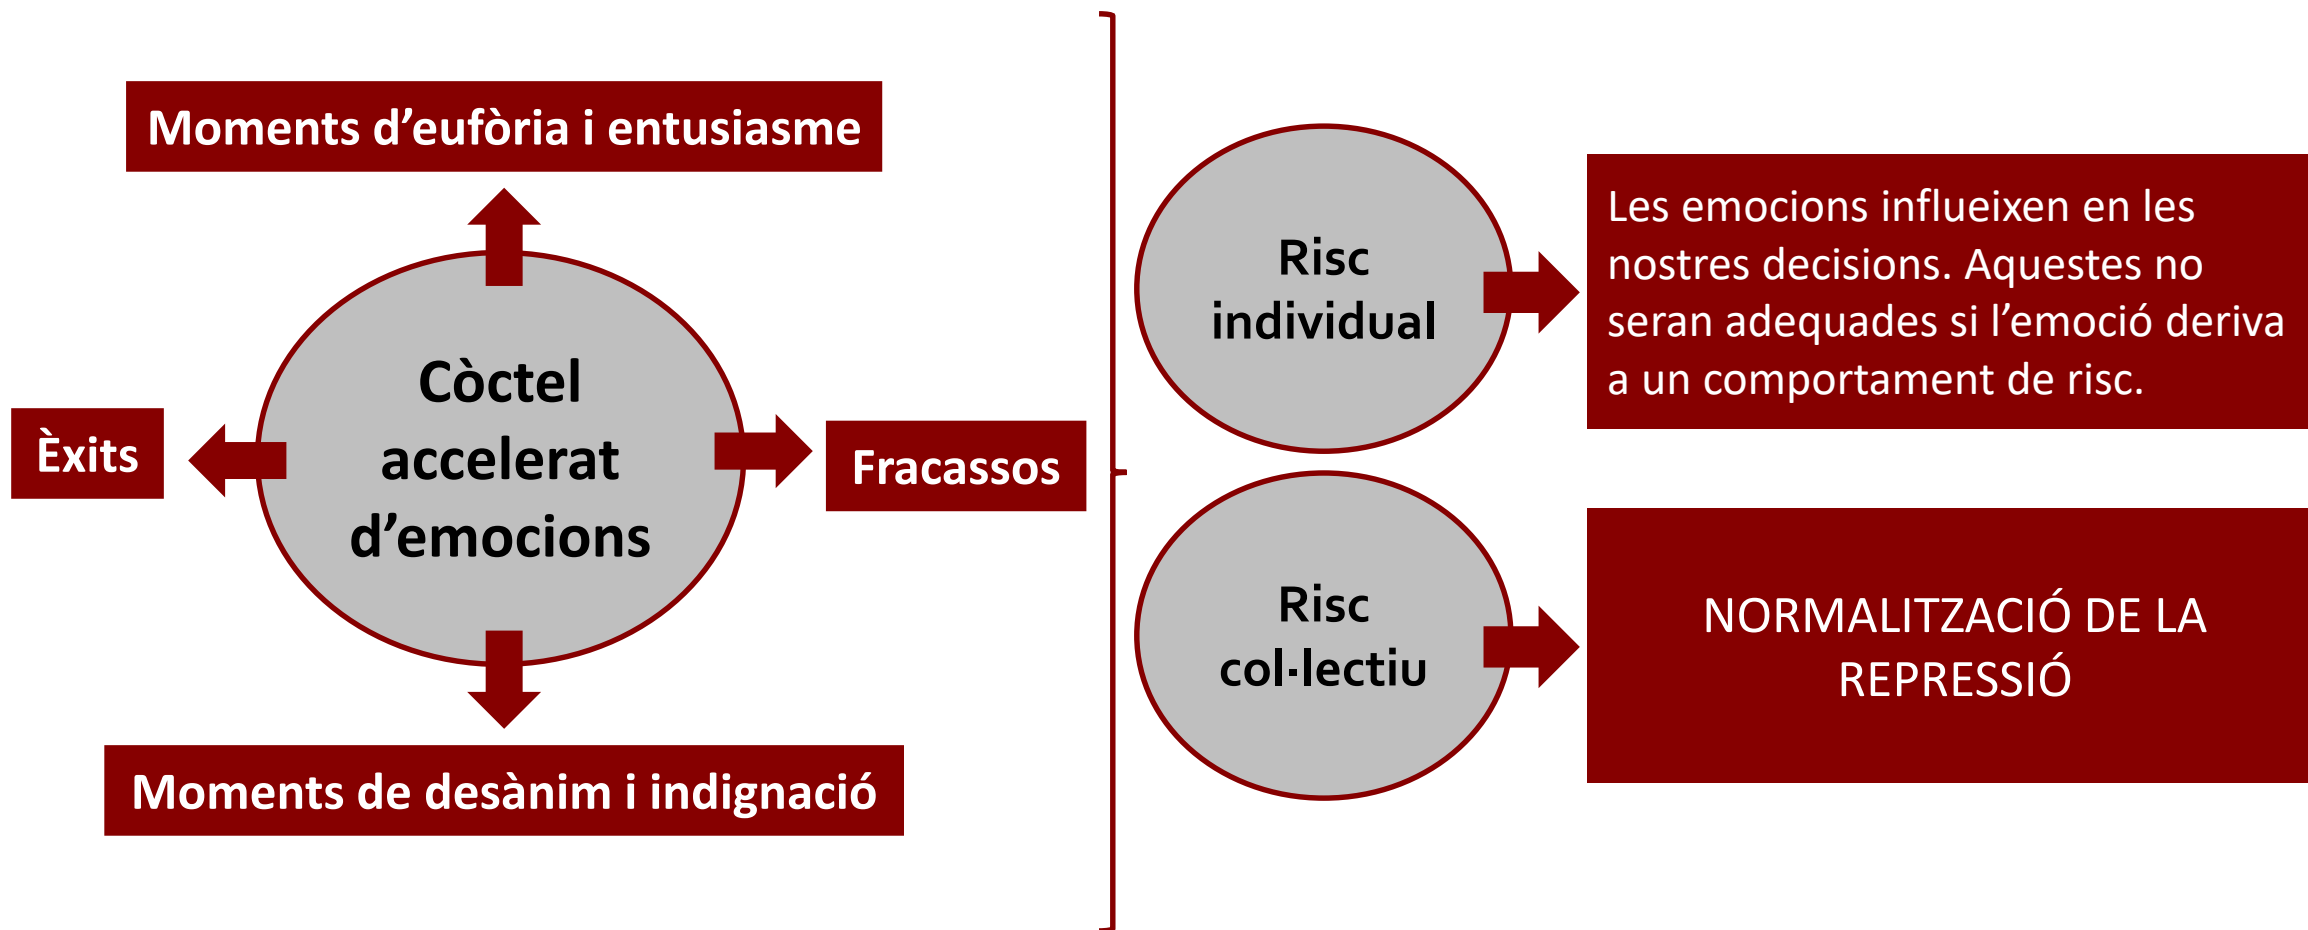 Moments d’eufòria i entusiasme
Èxits
Còctel
accelerat
d’emocions
Fracassos
Moments de desànim i indignació
Risc
individual
Les emocions influeixen en les
nostres decisions. Aquestes no
seran adequades si l’emoció deriva
a un comportament de risc.
Risc
col·lectiu
NORMALITZACIÓ DE LA
REPRESSIÓ